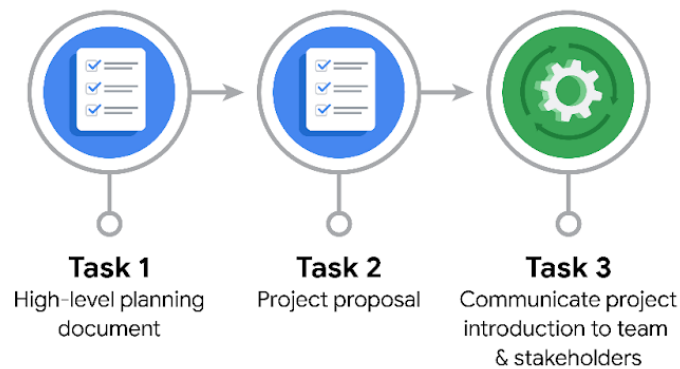 Task 1
High-level planning
document
Task 2
Project proposal
Task 3
Communicate project
introduction to team
& stakeholders